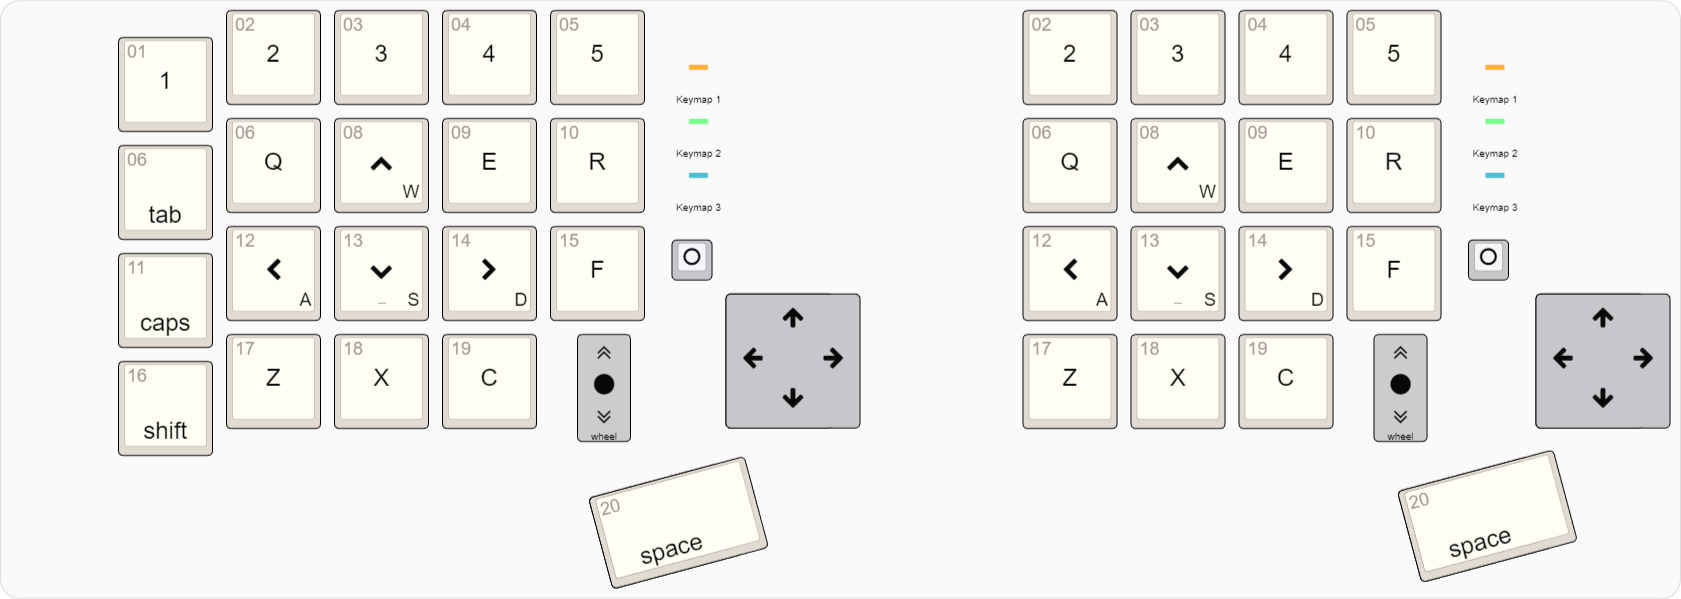 01
1
02
2
03
3
04
4
05
5
Keymap 1
06
tab
06
Q
08
W
09
E
10
R
Keymap 2
Keymap 3
11
caps
12
A
13
_ S
14
D
15
F
16
shift
17
Z
18
X
19
C
wheel
20
space
02
2
03
3
04
4
05
5
Keymap 1
06
Q
08
W
09
E
10
R
Keymap 2
Keymap 3
12
A
13
_ S
14
D
15
F
17
Z
18
X
19
C
wheel
20
space